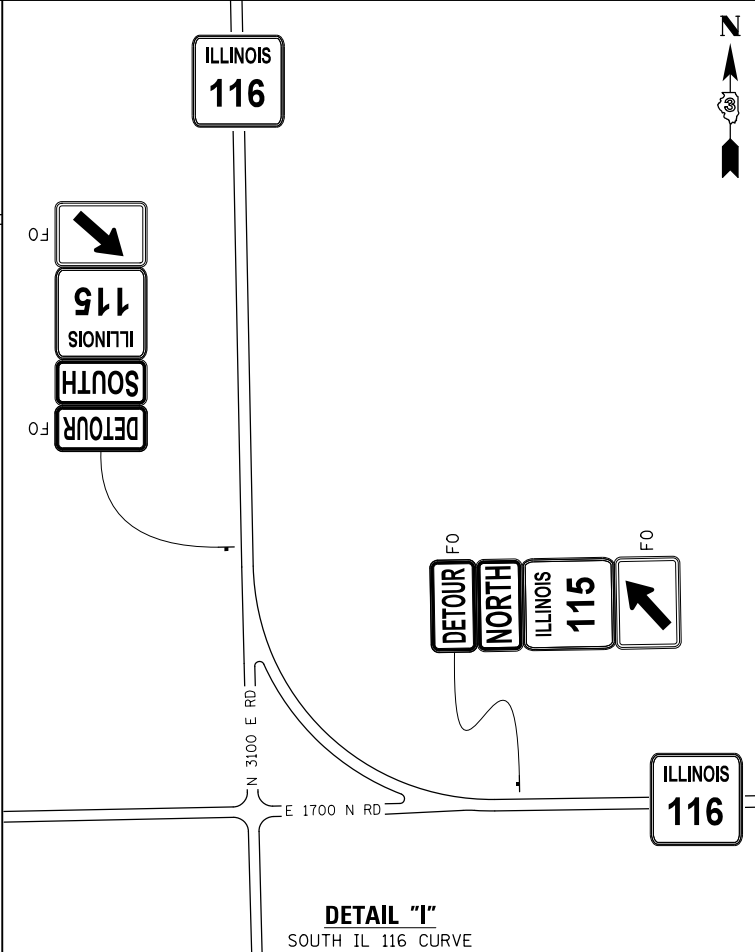 N
3
ILLINOIS
116
DETOUR
SOUTH
ILLINOIS
115
FO
FO
DETOUR
NORTH
ILLINOIS
115
FO
FO
N 3100 E RD
E 1700 N RD
ILLINOIS
116
DETAIL "I"
SOUTH IL 116 CURVE